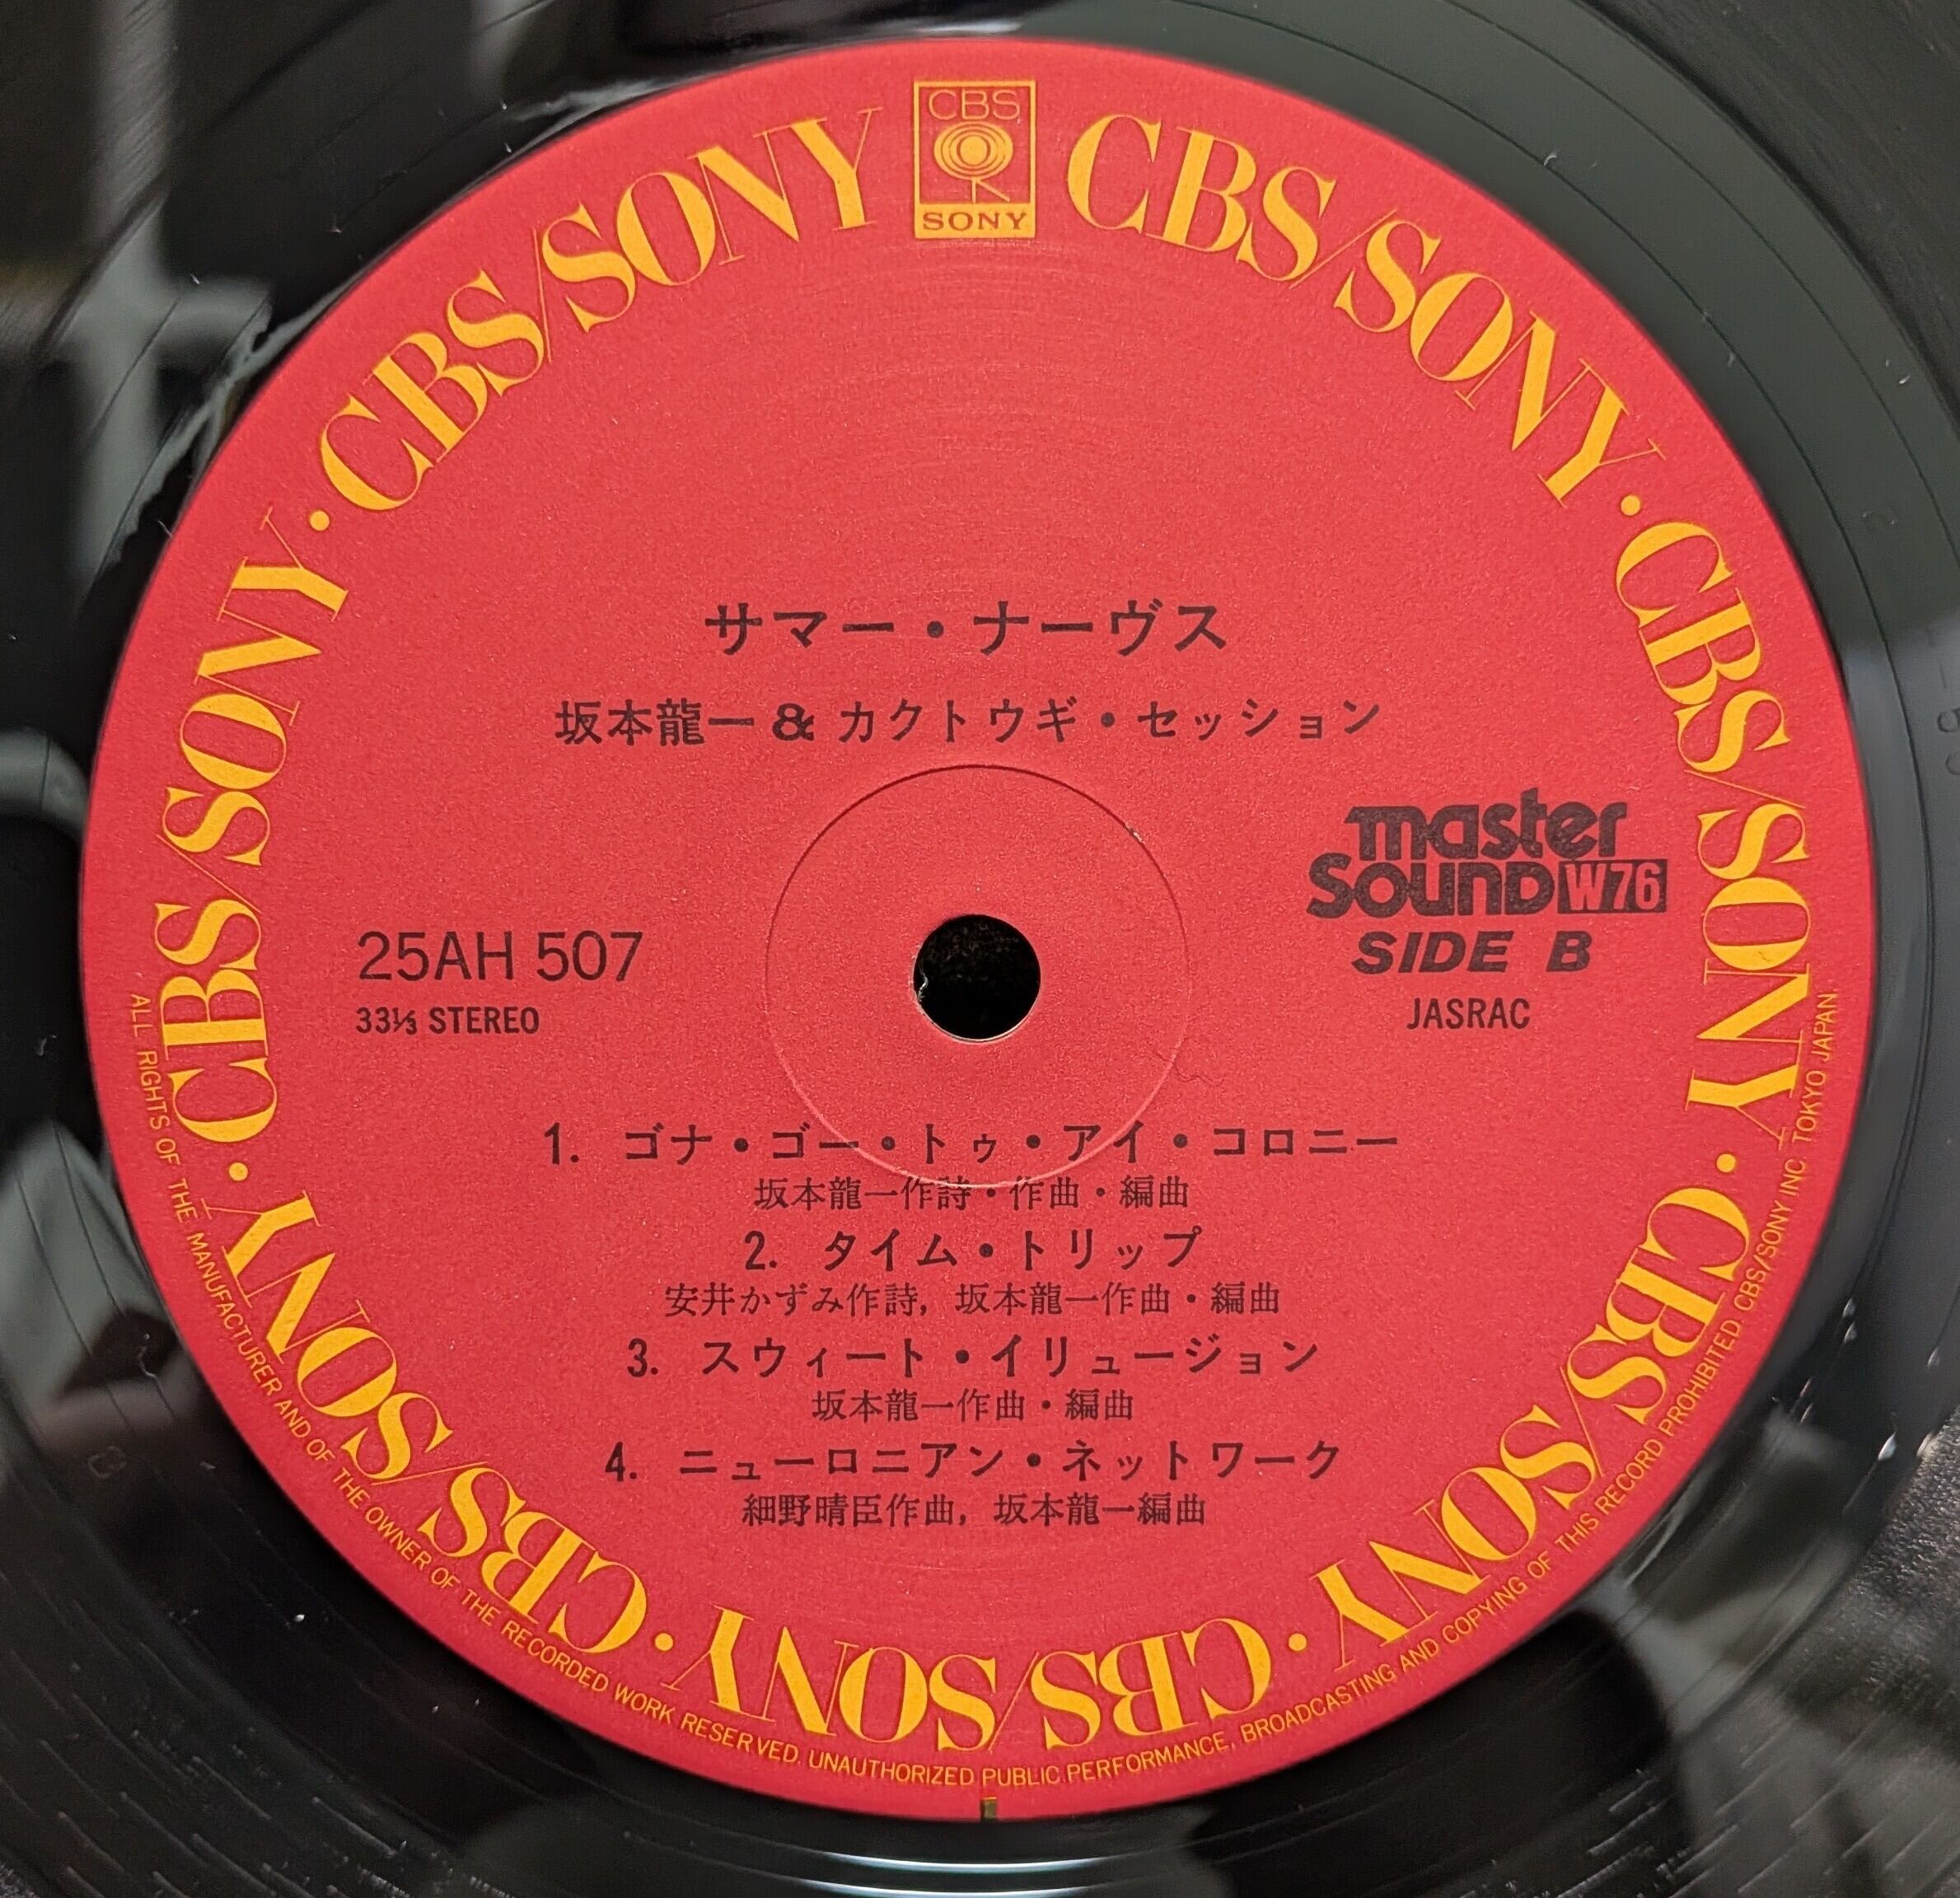 CBS
SONY
CBS/SONY · CBS/SONY · CBS/SONY · CBS/SONY · CBS/SONY · CBS/SONY · CBS/SONY
サマー・ナーヴス
坂本龍一 & カクトウギ・セッション
master
Sound W76
25AH 507
SIDE B
33⅓ STEREO
JASRAC
1. ゴナ・ゴー・トゥ・アイ・コロニー
坂本龍一作詩・作曲・編曲
2. タイム・トリップ
安井かずみ作詩, 坂本龍一作曲・編曲
3. スウィート・イリュージョン
坂本龍一作曲・編曲
4. ニューロニアン・ネットワーク
細野晴臣作曲, 坂本龍一編曲
ALL RIGHTS OF THE MANUFACTURER AND OF THE OWNER OF THE RECORDED WORK RESERVED. UNAUTHORIZED PUBLIC PERFORMANCE, BROADCASTING AND COPYING OF THIS RECORD PROHIBITED CBS/SONY INC. TOKYO JAPAN.